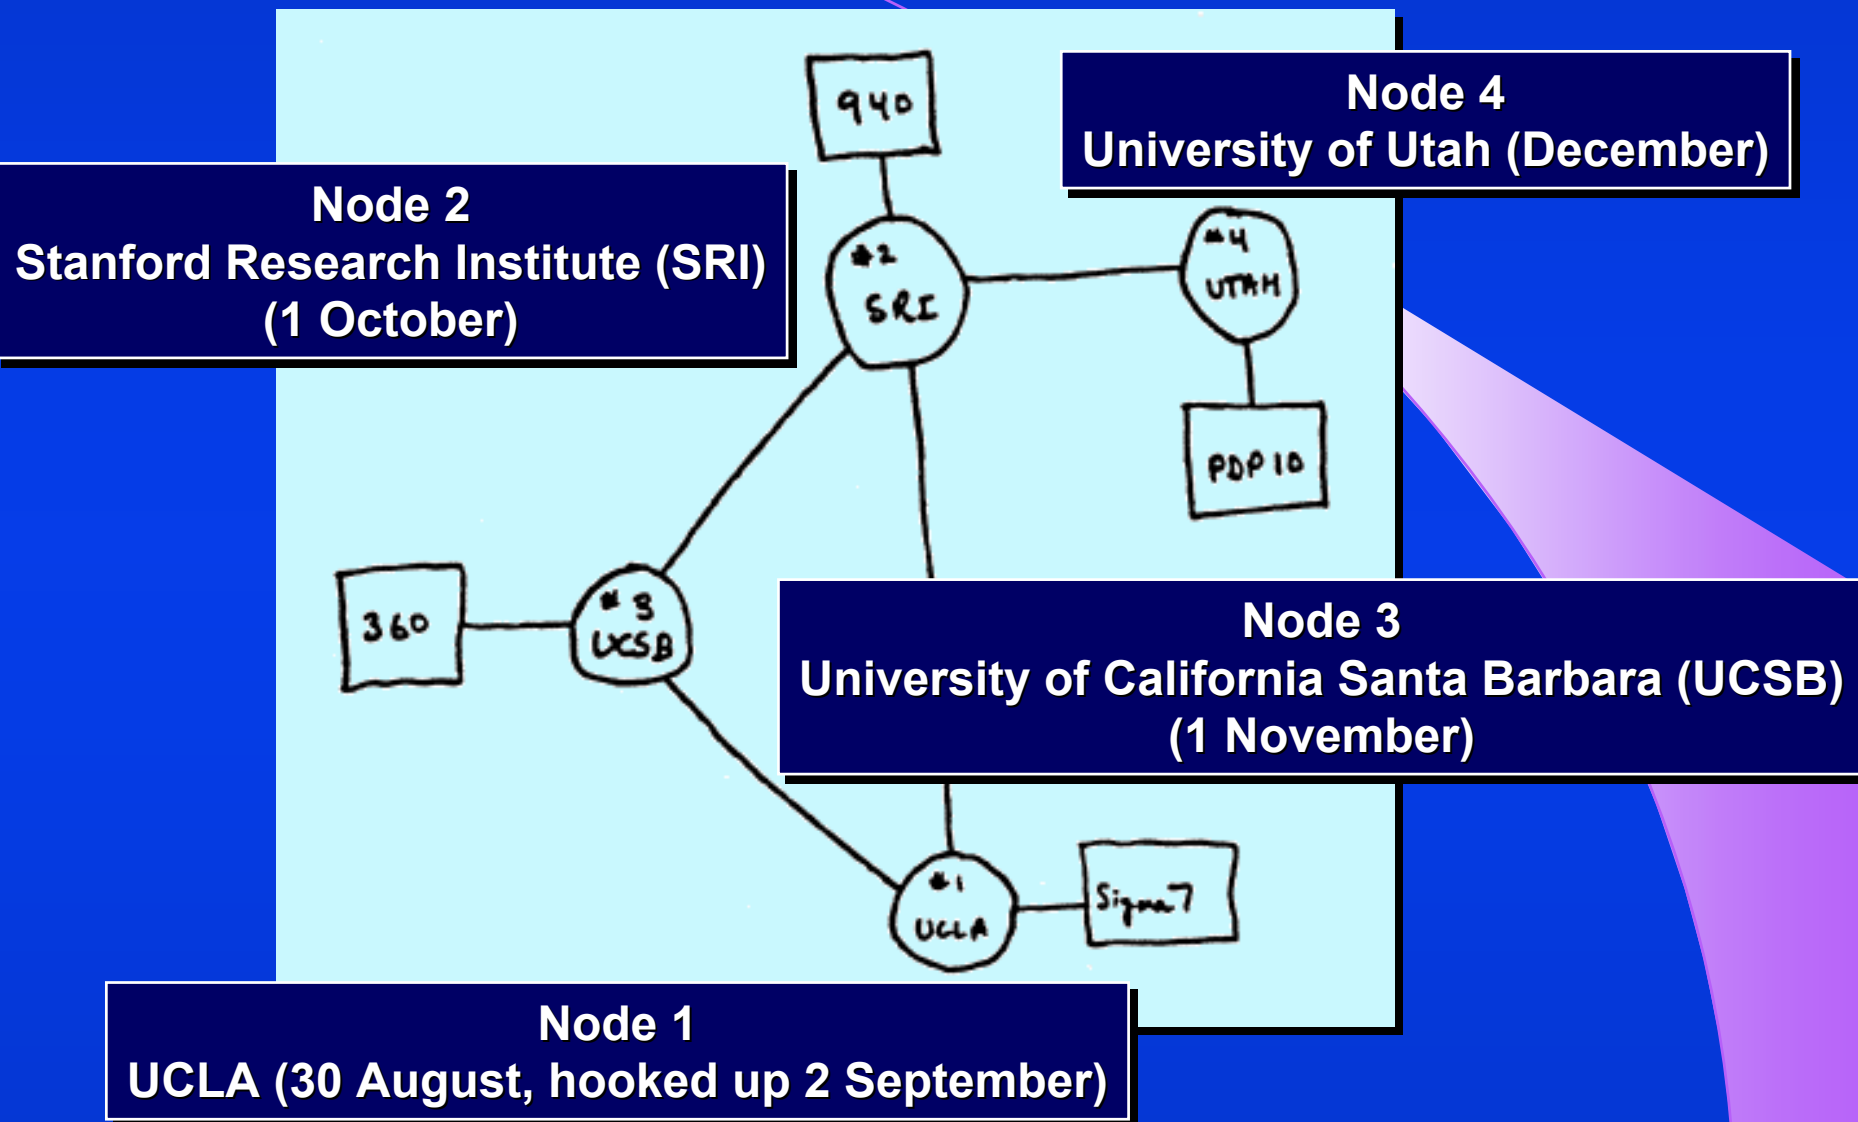 940
Node 4
University of Utah (December)
Node 2
Stanford Research Institute (SRI)
(1 October)
#2
SRI
#4
UTAH
PDP 10
360
#3
UCSB
Node 3
University of California Santa Barbara (UCSB)
(1 November)
#1
UCLA
Sigma7
Node 1
UCLA (30 August, hooked up 2 September)